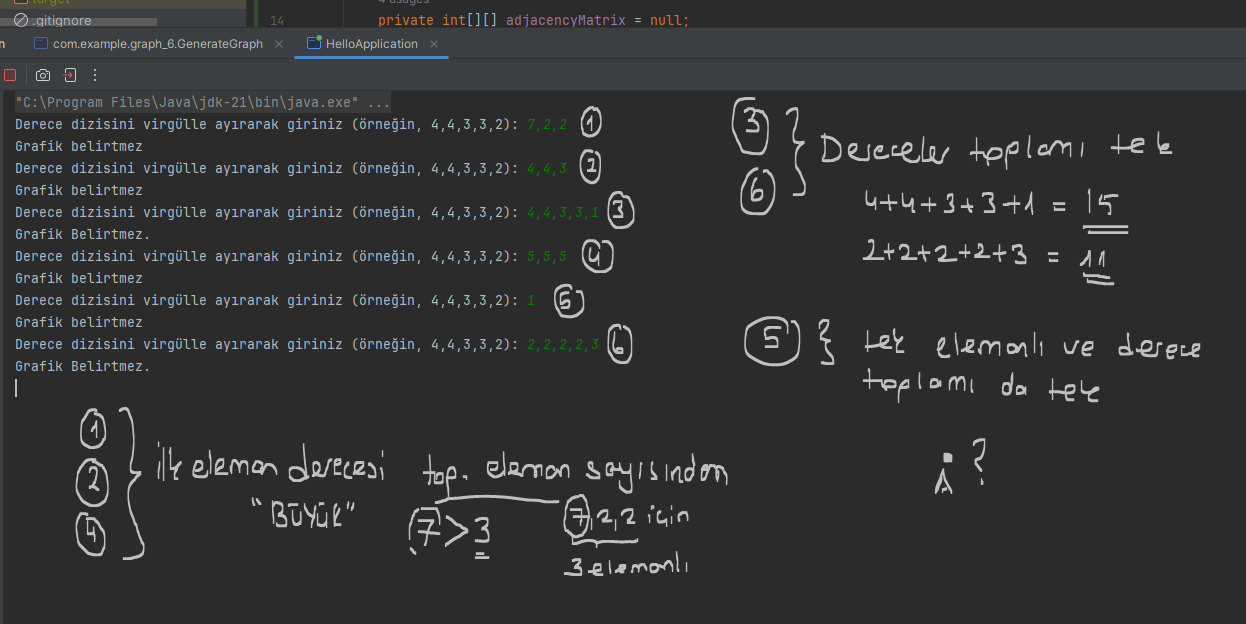 target
.gitignore
4 usages
14 private int[][] adjacencyMatrix = null;
n com.example.graph_6.GenerateGraph × HelloApplication ×
"C:\Program Files\Java\jdk-21\bin\java.exe" ...
Derece dizisini virgülle ayırarak giriniz (örneğin, 4,4,3,3,2): 7,2,2 1
Grafik belirtmez
Derece dizisini virgülle ayırarak giriniz (örneğin, 4,4,3,3,2): 4,4,3 2
Grafik belirtmez
Derece dizisini virgülle ayırarak giriniz (örneğin, 4,4,3,3,2): 4,4,3,3,1 3
Grafik Belirtmez.
Derece dizisini virgülle ayırarak giriniz (örneğin, 4,4,3,3,2): 5,5,5 4
Grafik belirtmez
Derece dizisini virgülle ayırarak giriniz (örneğin, 4,4,3,3,2): 1 5
Grafik belirtmez
Derece dizisini virgülle ayırarak giriniz (örneğin, 4,4,3,3,2): 2,2,2,2,3 6
Grafik Belirtmez.
3
6
} Dereceler toplamı tek
4+4+3+3+1 = 15
2+2+2+2+3 = 11
5 } tek elemanlı ve derece
toplamı da tek
1
2
4
} ilk eleman derecesi top. eleman sayısından
"BÜYÜK"
7>3
7,2,2 için
3 elemanlı
1 ?